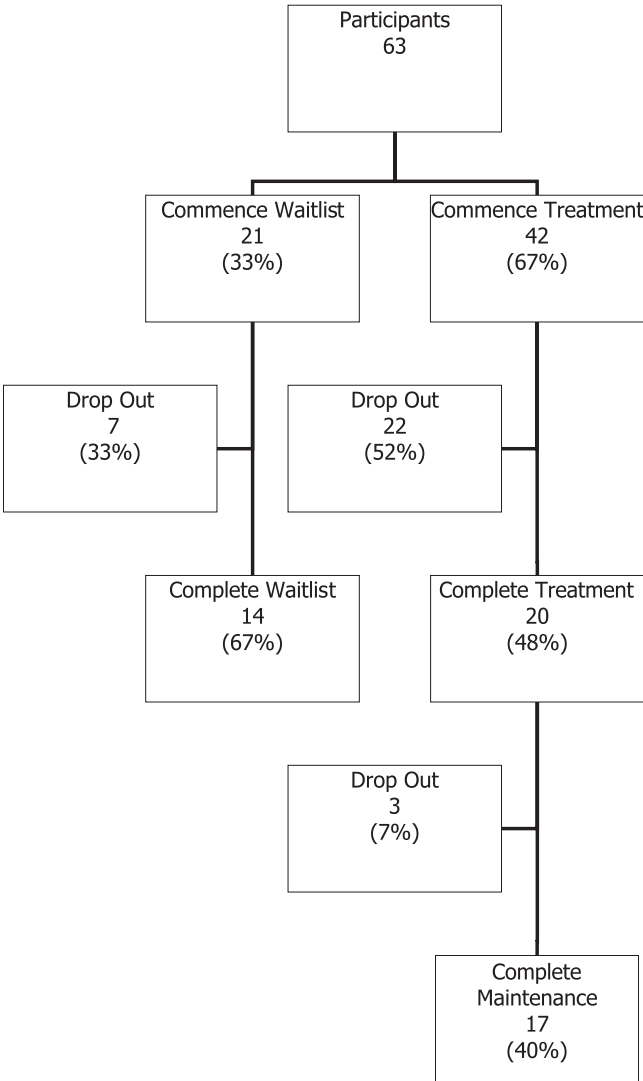 Participants
63
Commence Waitlist
21
(33%)
Commence Treatment
42
(67%)
Drop Out
7
(33%)
Drop Out
22
(52%)
Complete Waitlist
14
(67%)
Complete Treatment
20
(48%)
Drop Out
3
(7%)
Complete
Maintenance
17
(40%)